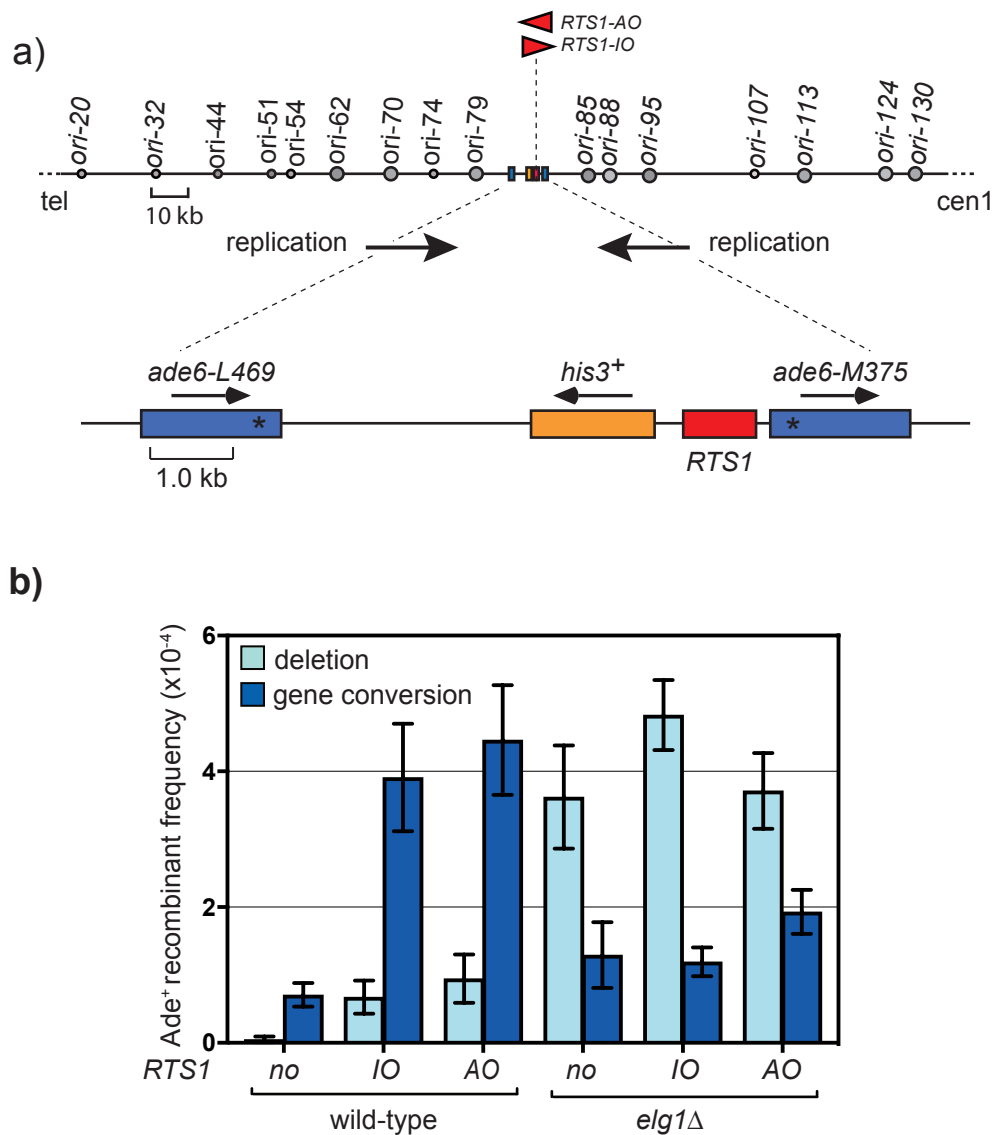 a)
RTS1-AO
RTS1-IO
ori-20 ori-32 ori-44 ori-51 ori-54 ori-62 ori-70 ori-74 ori-79 ori-85 ori-88 ori-95 ori-107 ori-113 ori-124 ori-130
tel 10 kb cen1
replication replication
ade6-L469 his3+ ade6-M375
* *
1.0 kb RTS1
b)
Ade+ recombinant frequency (x10-4)
6
deletion
gene conversion
4
2
0
RTS1 no IO AO no IO AO
wild-type elg1Δ